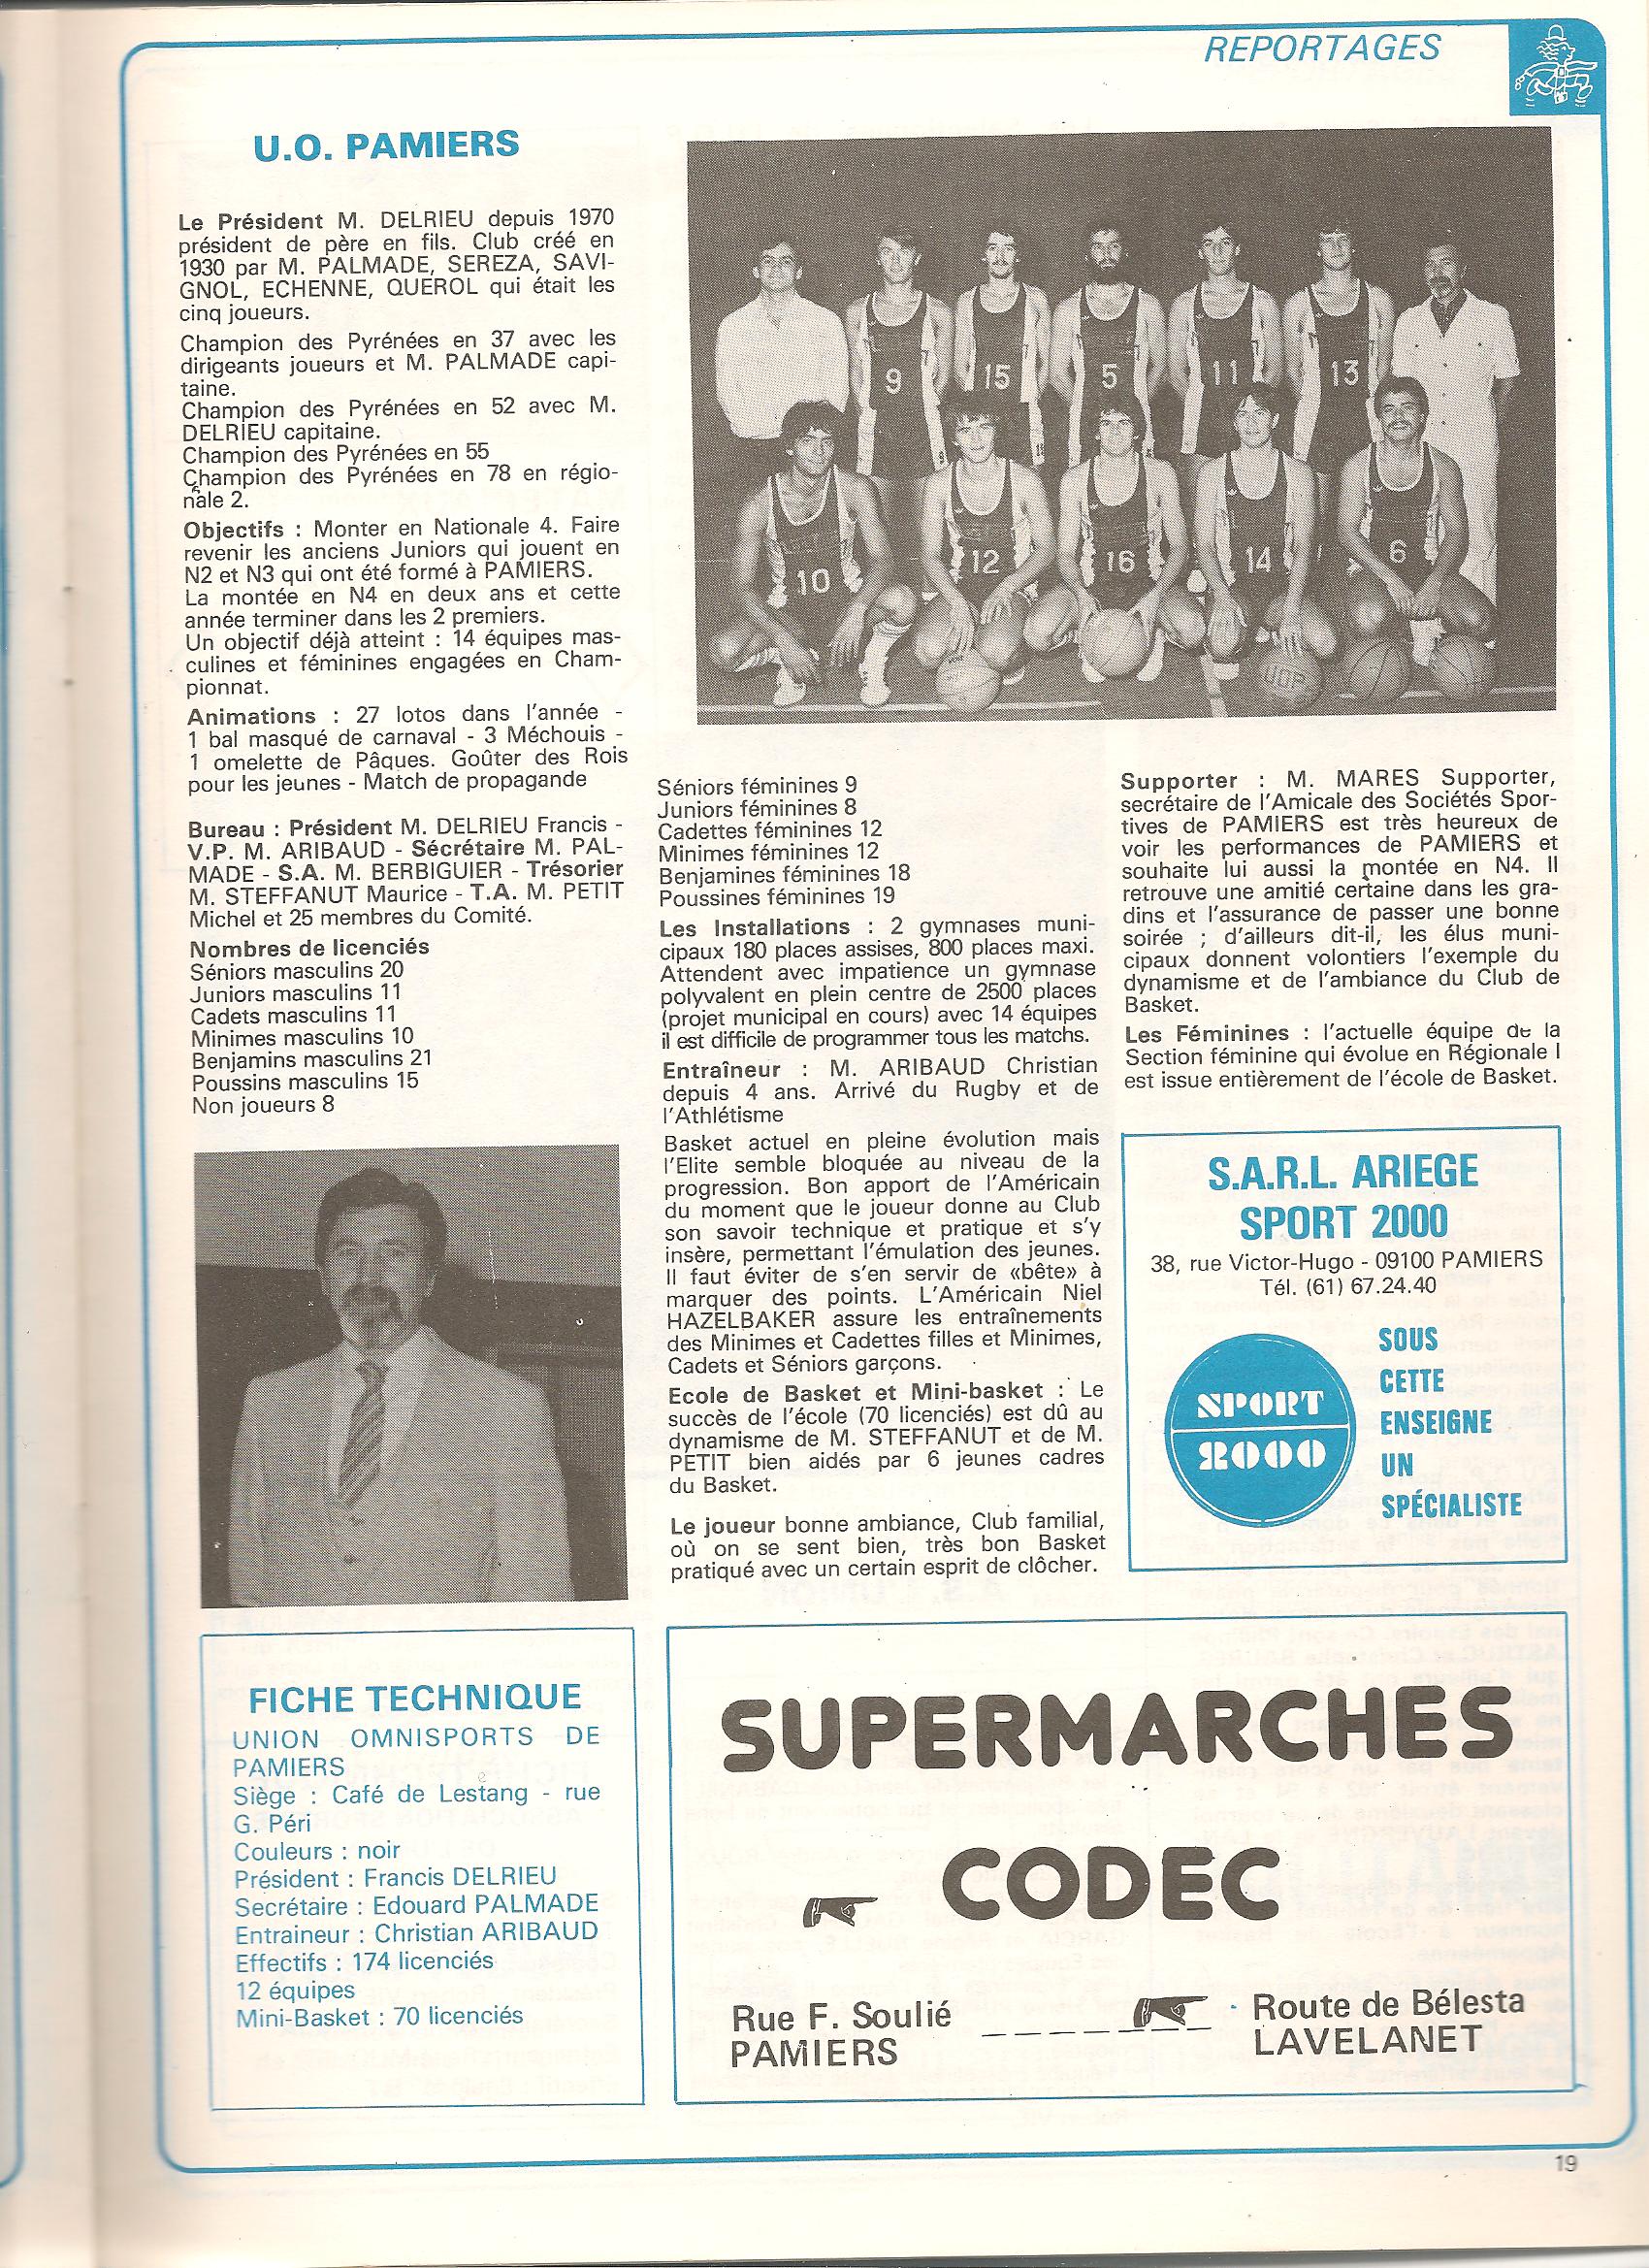 REPORTAGES
U.O. PAMIERS
Le Président M. DELRIEU depuis 1970
président de père en fils. Club créé en
1930 par M. PALMADE, SEREZA, SAVI-
GNOL, ECHENNE, QUEROL qui était les
cinq joueurs.
Champion des Pyrénées en 37 avec les
dirigeants joueurs et M. PALMADE capi-
taine.
Champion des Pyrénées en 52 avec M.
DELRIEU capitaine.
Champion des Pyrénées en 55
Champion des Pyrénées en 78 en régio-
nale 2.
Objectifs : Monter en Nationale 4. Faire
revenir les anciens Juniors qui jouent en
N2 et N3 qui ont été formé à PAMIERS.
La montée en N4 en deux ans et cette
année terminer dans les 2 premiers.
Un objectif déjà atteint : 14 équipes mas-
culines et féminines engagées en Cham-
pionnat.
Animations : 27 lotos dans l'année -
1 bal masqué de carnaval - 3 Méchouis -
1 omelette de Pâques. Goûter des Rois
pour les jeunes - Match de propagande
Bureau : Président M. DELRIEU Francis -
V.P. M. ARIBAUD - Sécrétaire M. PAL-
MADE - S.A. M. BERBIGUIER - Trésorier
M. STEFFANUT Maurice - T.A. M. PETIT
Michel et 25 membres du Comité.
Nombres de licenciés
Séniors masculins 20
Juniors masculins 11
Cadets masculins 11
Minimes masculins 10
Benjamins masculins 21
Poussins masculins 15
Non joueurs 8
9
15
5
11
13
10
12
16
14
6
UOP
Séniors féminines 9
Juniors féminines 8
Cadettes féminines 12
Minimes féminines 12
Benjamines féminines 18
Poussines féminines 19
Les Installations : 2 gymnases muni-
cipaux 180 places assises, 800 places maxi.
Attendent avec impatience un gymnase
polyvalent en plein centre de 2500 places
(projet municipal en cours) avec 14 équipes
il est difficile de programmer tous les matchs.
Entraîneur : M. ARIBAUD Christian
depuis 4 ans. Arrivé du Rugby et de
l'Athlétisme
Basket actuel en pleine évolution mais
l'Elite semble bloquée au niveau de la
progression. Bon apport de l'Américain
du moment que le joueur donne au Club
son savoir technique et pratique et s'y
insère, permettant l'émulation des jeunes.
Il faut éviter de s'en servir de «bête» à
marquer des points. L'Américain Niel
HAZELBAKER assure les entraînements
des Minimes et Cadettes filles et Minimes,
Cadets et Séniors garçons.
Ecole de Basket et Mini-basket : Le
succès de l'école (70 licenciés) est dû au
dynamisme de M. STEFFANUT et de M.
PETIT bien aidés par 6 jeunes cadres
du Basket.
Le joueur bonne ambiance, Club familial,
où on se sent bien, très bon Basket
pratiqué avec un certain esprit de clôcher.
Supporter : M. MARES Supporter,
secrétaire de l'Amicale des Sociétés Spor-
tives de PAMIERS est très heureux de
voir les performances de PAMIERS et
souhaite lui aussi la montée en N4. Il
retrouve une amitié certaine dans les gra-
dins et l'assurance de passer une bonne
soirée ; d'ailleurs dit-il, les élus muni-
cipaux donnent volontiers l'exemple du
dynamisme et de l'ambiance du Club de
Basket.
Les Féminines : l'actuelle équipe de la
Section féminine qui évolue en Régionale I
est issue entièrement de l'école de Basket.
S.A.R.L. ARIEGE
SPORT 2000
38, rue Victor-Hugo - 09100 PAMIERS
Tél. (61) 67.24.40
SPORT
2000
SOUS
CETTE
ENSEIGNE
UN
SPÉCIALISTE
FICHE TECHNIQUE
UNION OMNISPORTS DE
PAMIERS
Siège : Café de Lestang - rue
G. Péri
Couleurs : noir
Président : Francis DELRIEU
Secrétaire : Edouard PALMADE
Entraineur : Christian ARIBAUD
Effectifs : 174 licenciés
12 équipes
Mini-Basket : 70 licenciés
SUPERMARCHES
CODEC
Rue F. Soulié
PAMIERS
Route de Bélesta
LAVELANET
19